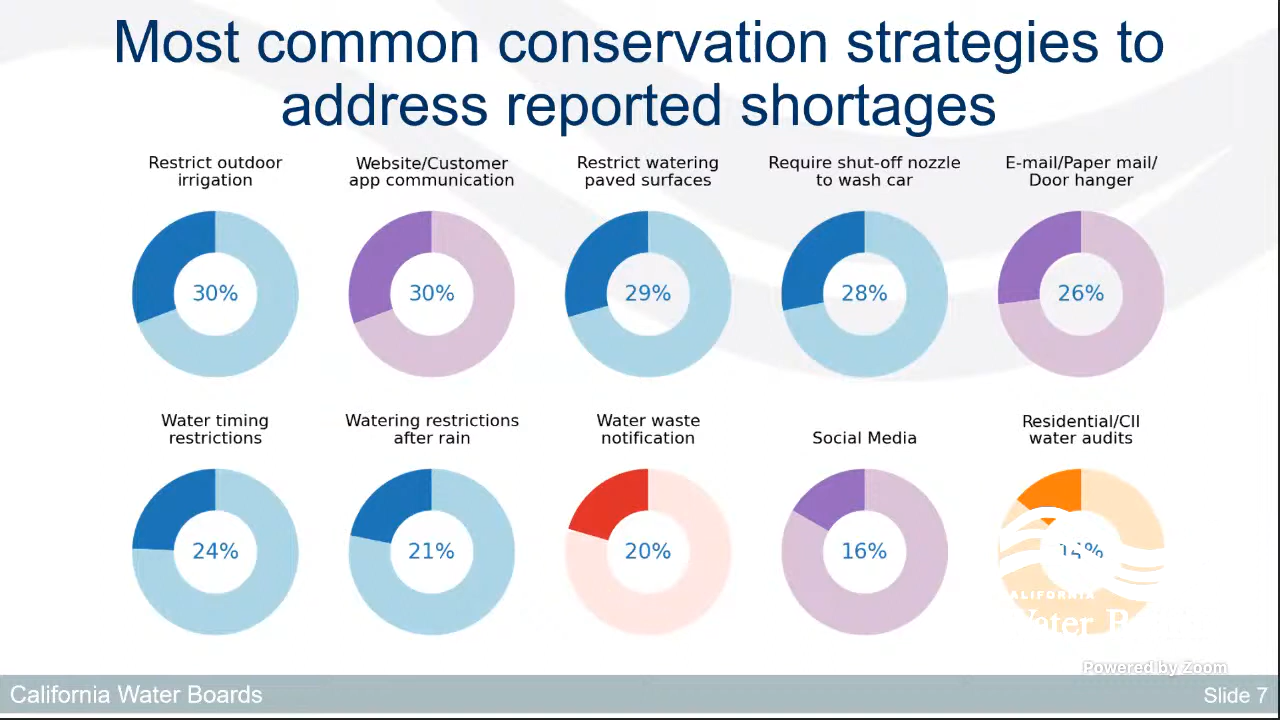 Most common conservation strategies to
address reported shortages
Restrict outdoor
irrigation
Website/Customer
app communication
Restrict watering
paved surfaces
Require shut-off nozzle
to wash car
E-mail/Paper mail/
Door hanger
30%
30%
29%
28%
26%
Water timing
restrictions
Watering restrictions
after rain
Water waste
notification
Social Media
Residential/CII
water audits
24%
21%
20%
16%
14%
CALIFORNIA
Water
Powered by Zoom
California Water Boards
Slide 7